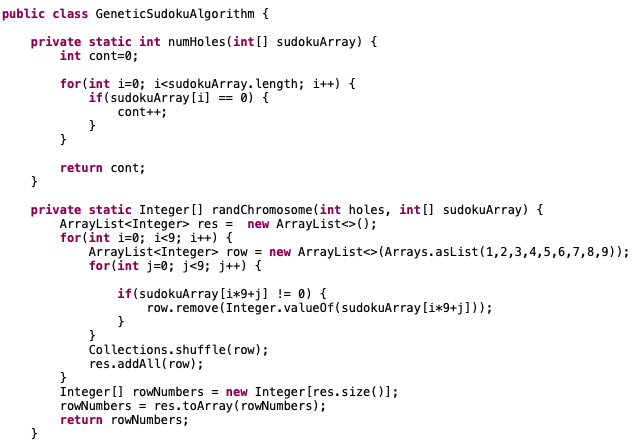 public class GeneticSudokuAlgorithm {
private static int numHoles(int[] sudokuArray) {
int cont=0;
for(int i=0; i<sudokuArray.length; i++) {
if(sudokuArray[i] == 0) {
cont++;
}
}
return cont;
}
private static Integer[] randChromosome(int holes, int[] sudokuArray) {
ArrayList<Integer> res =  new ArrayList<>();
for(int i=0; i<9; i++) {
ArrayList<Integer> row = new ArrayList<>(Arrays.asList(1,2,3,4,5,6,7,8,9));
for(int j=0; j<9; j++) {
if(sudokuArray[i*9+j] != 0) {
row.remove(Integer.valueOf(sudokuArray[i*9+j]));
}
}
Collections.shuffle(row);
res.addAll(row);
}
Integer[] rowNumbers = new Integer[res.size()];
rowNumbers = res.toArray(rowNumbers);
return rowNumbers;
}